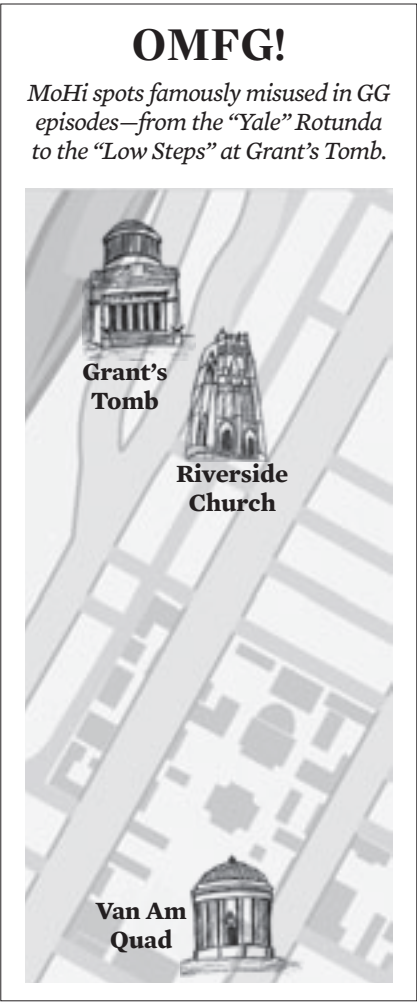 OMFG!
MoHi spots famously misused in GG
episodes—from the “Yale” Rotunda
to the “Low Steps” at Grant’s Tomb.
Grant’s
Tomb
Riverside
Church
Van Am
Quad